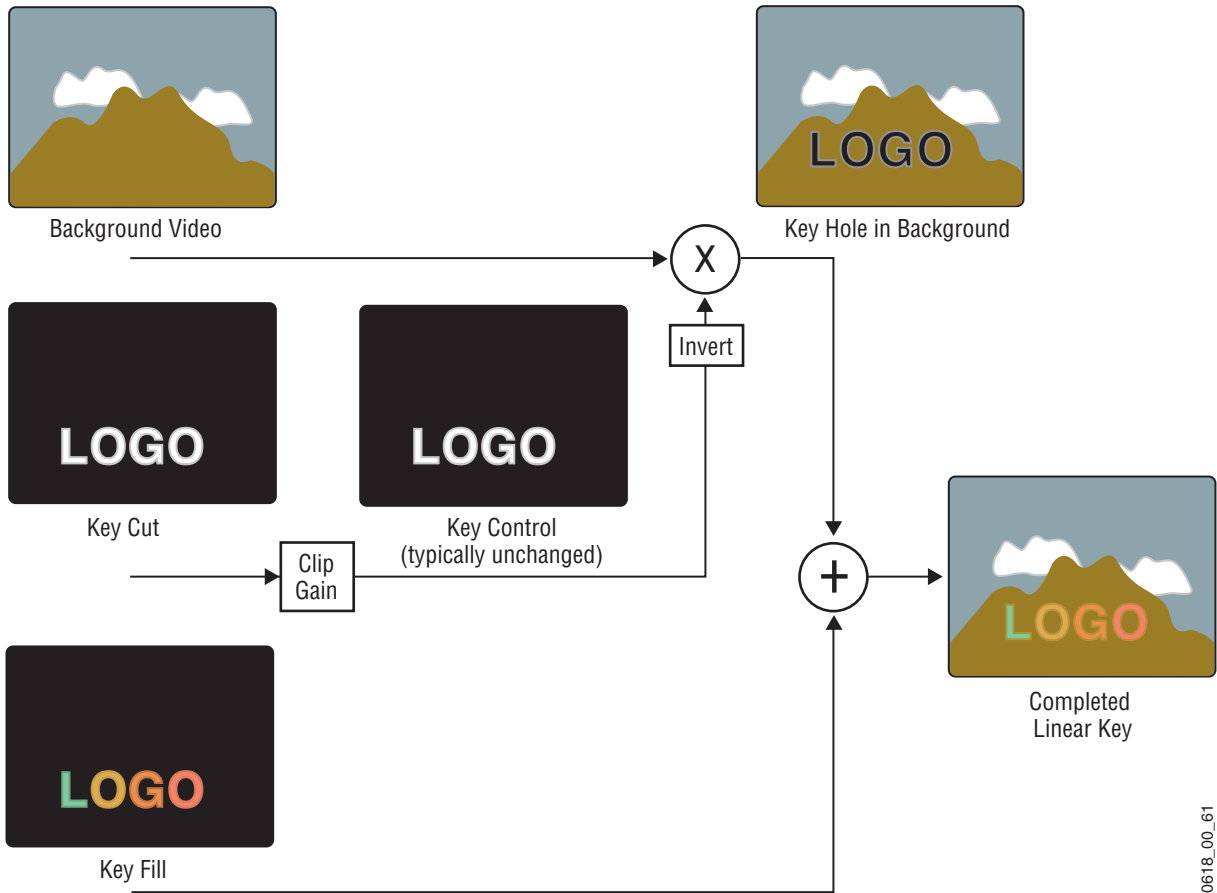 LOGO
Background Video
Key Hole in Background
X
Invert
LOGO
LOGO
Key Cut
Key Control
(typically unchanged)
Clip
Gain
+
LOGO
Completed
Linear Key
LOGO
Key Fill
0618_00_61